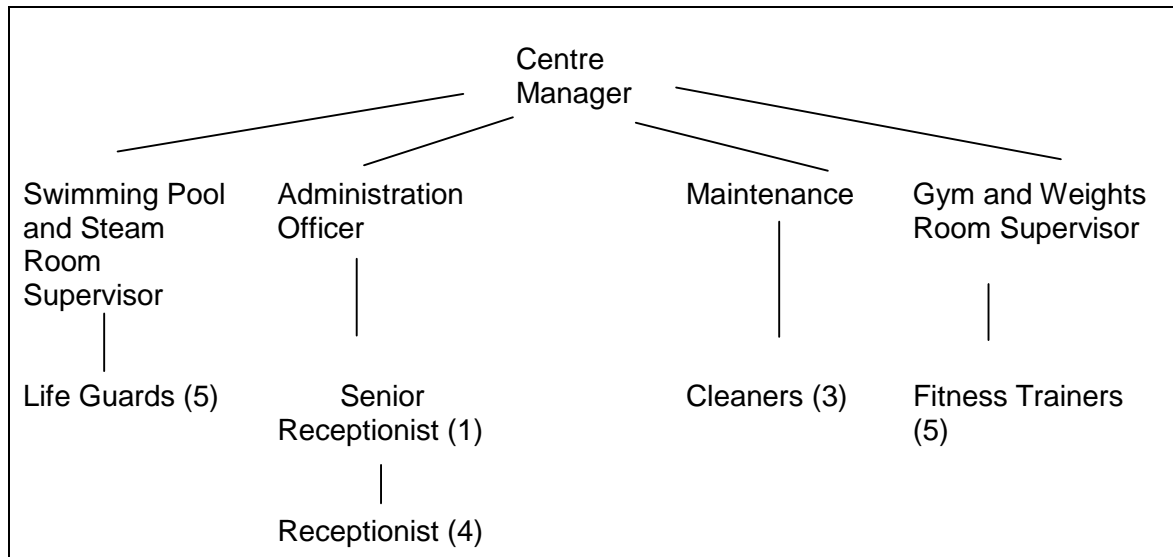 Centre
Manager
Swimming Pool
and Steam
Room
Supervisor
Administration
Officer
Maintenance
Gym and Weights
Room Supervisor
Life Guards (5)
Senior
Receptionist (1)
Cleaners (3)
Fitness Trainers
(5)
Receptionist (4)